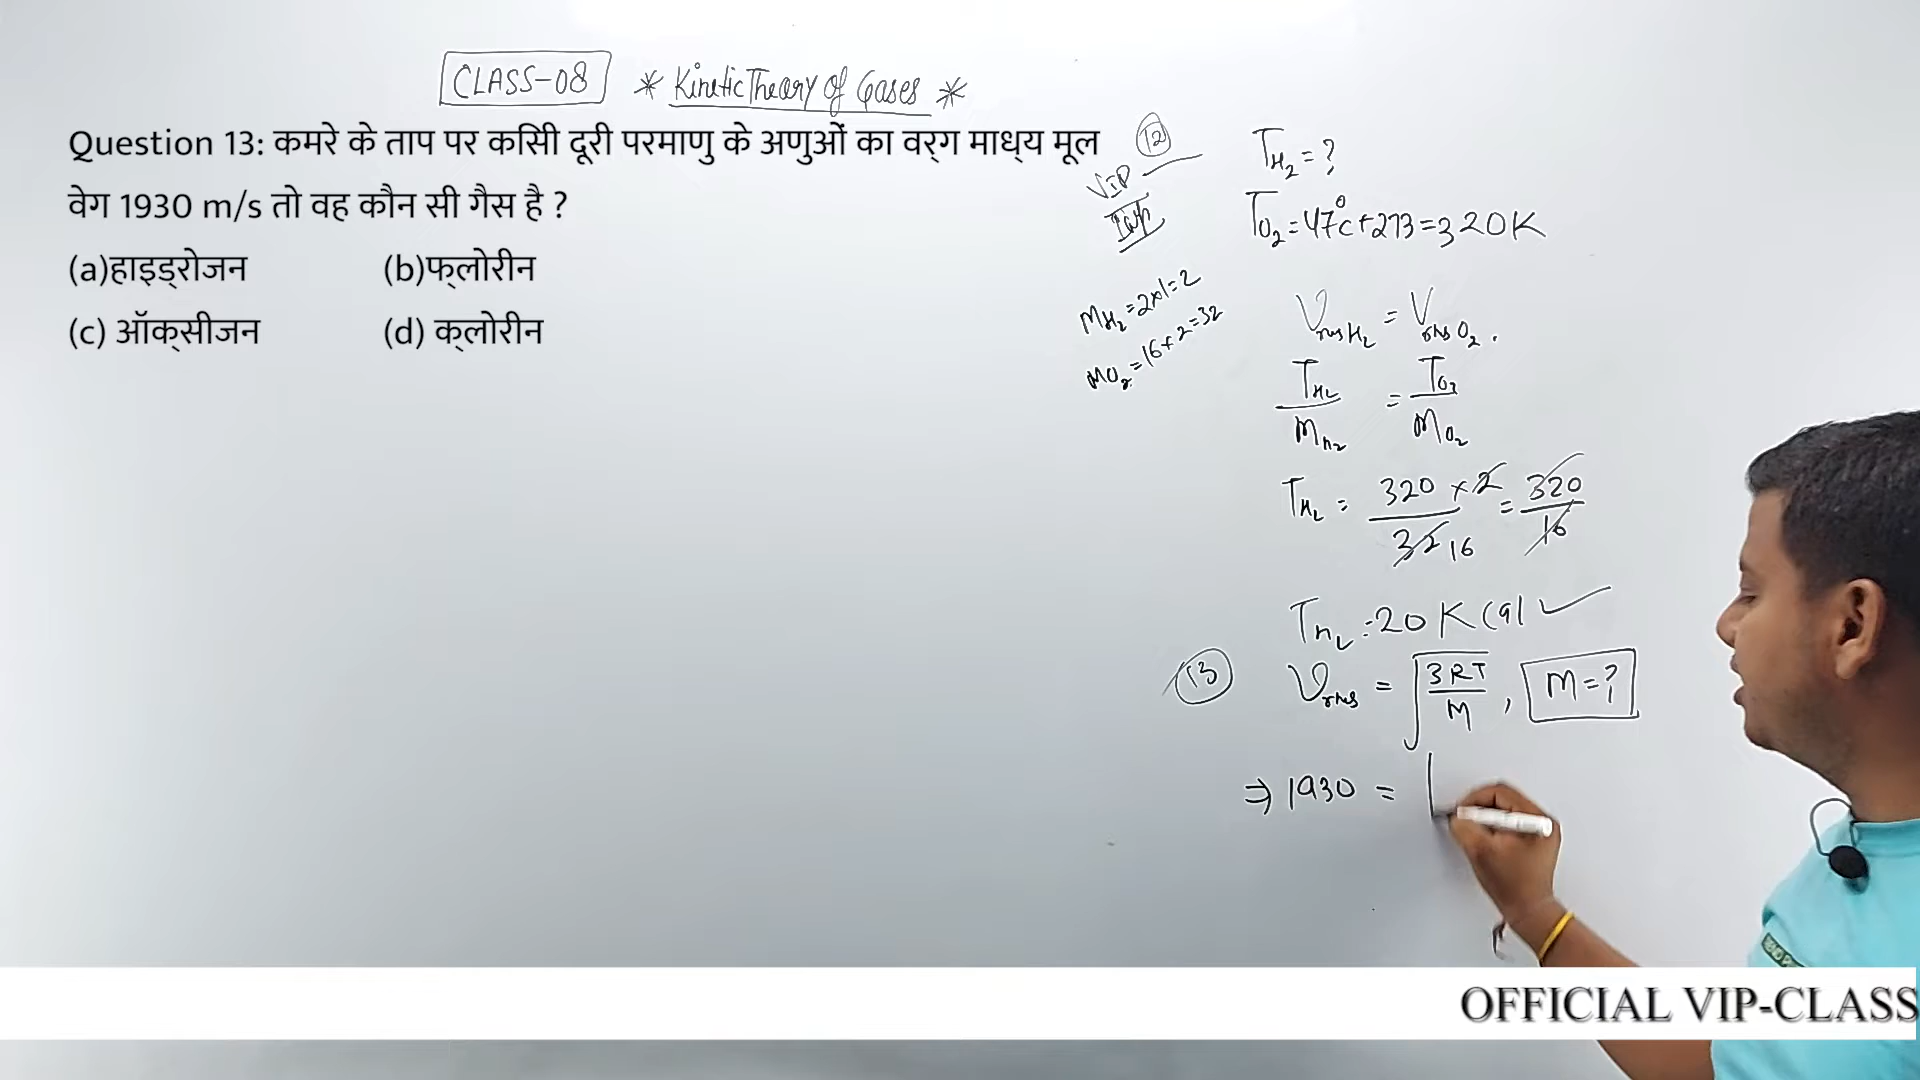 CLASS-08 * Kinetic Theory of Gases *
Question 13: कमरे के ताप पर किसी दूरी परमाणु के अणुओं का वर्ग माध्य मूल
वेग 1930 m/s तो वह कौन सी गैस है ?
(a)हाइड्रोजन (b)फ्लोरीन
(c) ऑक्सीजन (d) क्लोरीन
12
VIP
Imp
T_H₂ = ?
T_O₂ = 47°C + 273 = 320K
M_H₂ = 2×1 = 2
M_O₂ = 16+2 = 32
V_rms H₂ = V_rms O₂ .
T_H₂ / M_H₂ = T_O₂ / M_O₂
T_H₂ = 320 × 2 / 32 16 = 320 / 16
T_H₂ = 20 K (a) ✓
13 V_rms = √(3RT / M) , M = ?
⇒ 1930 =
OFFICIAL VIP-CLASS